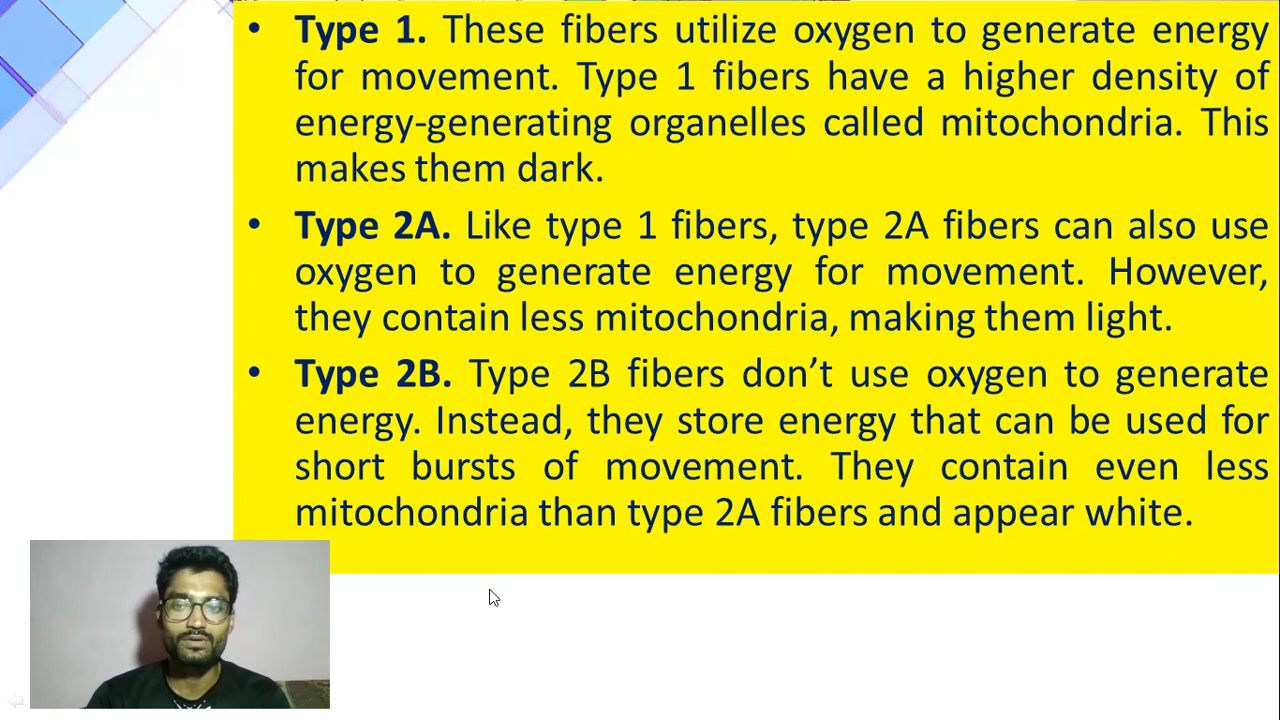 • Type 1. These fibers utilize oxygen to generate energy
for movement. Type 1 fibers have a higher density of
energy-generating organelles called mitochondria. This
makes them dark.
• Type 2A. Like type 1 fibers, type 2A fibers can also use
oxygen to generate energy for movement. However,
they contain less mitochondria, making them light.
• Type 2B. Type 2B fibers don’t use oxygen to generate
energy. Instead, they store energy that can be used for
short bursts of movement. They contain even less
mitochondria than type 2A fibers and appear white.